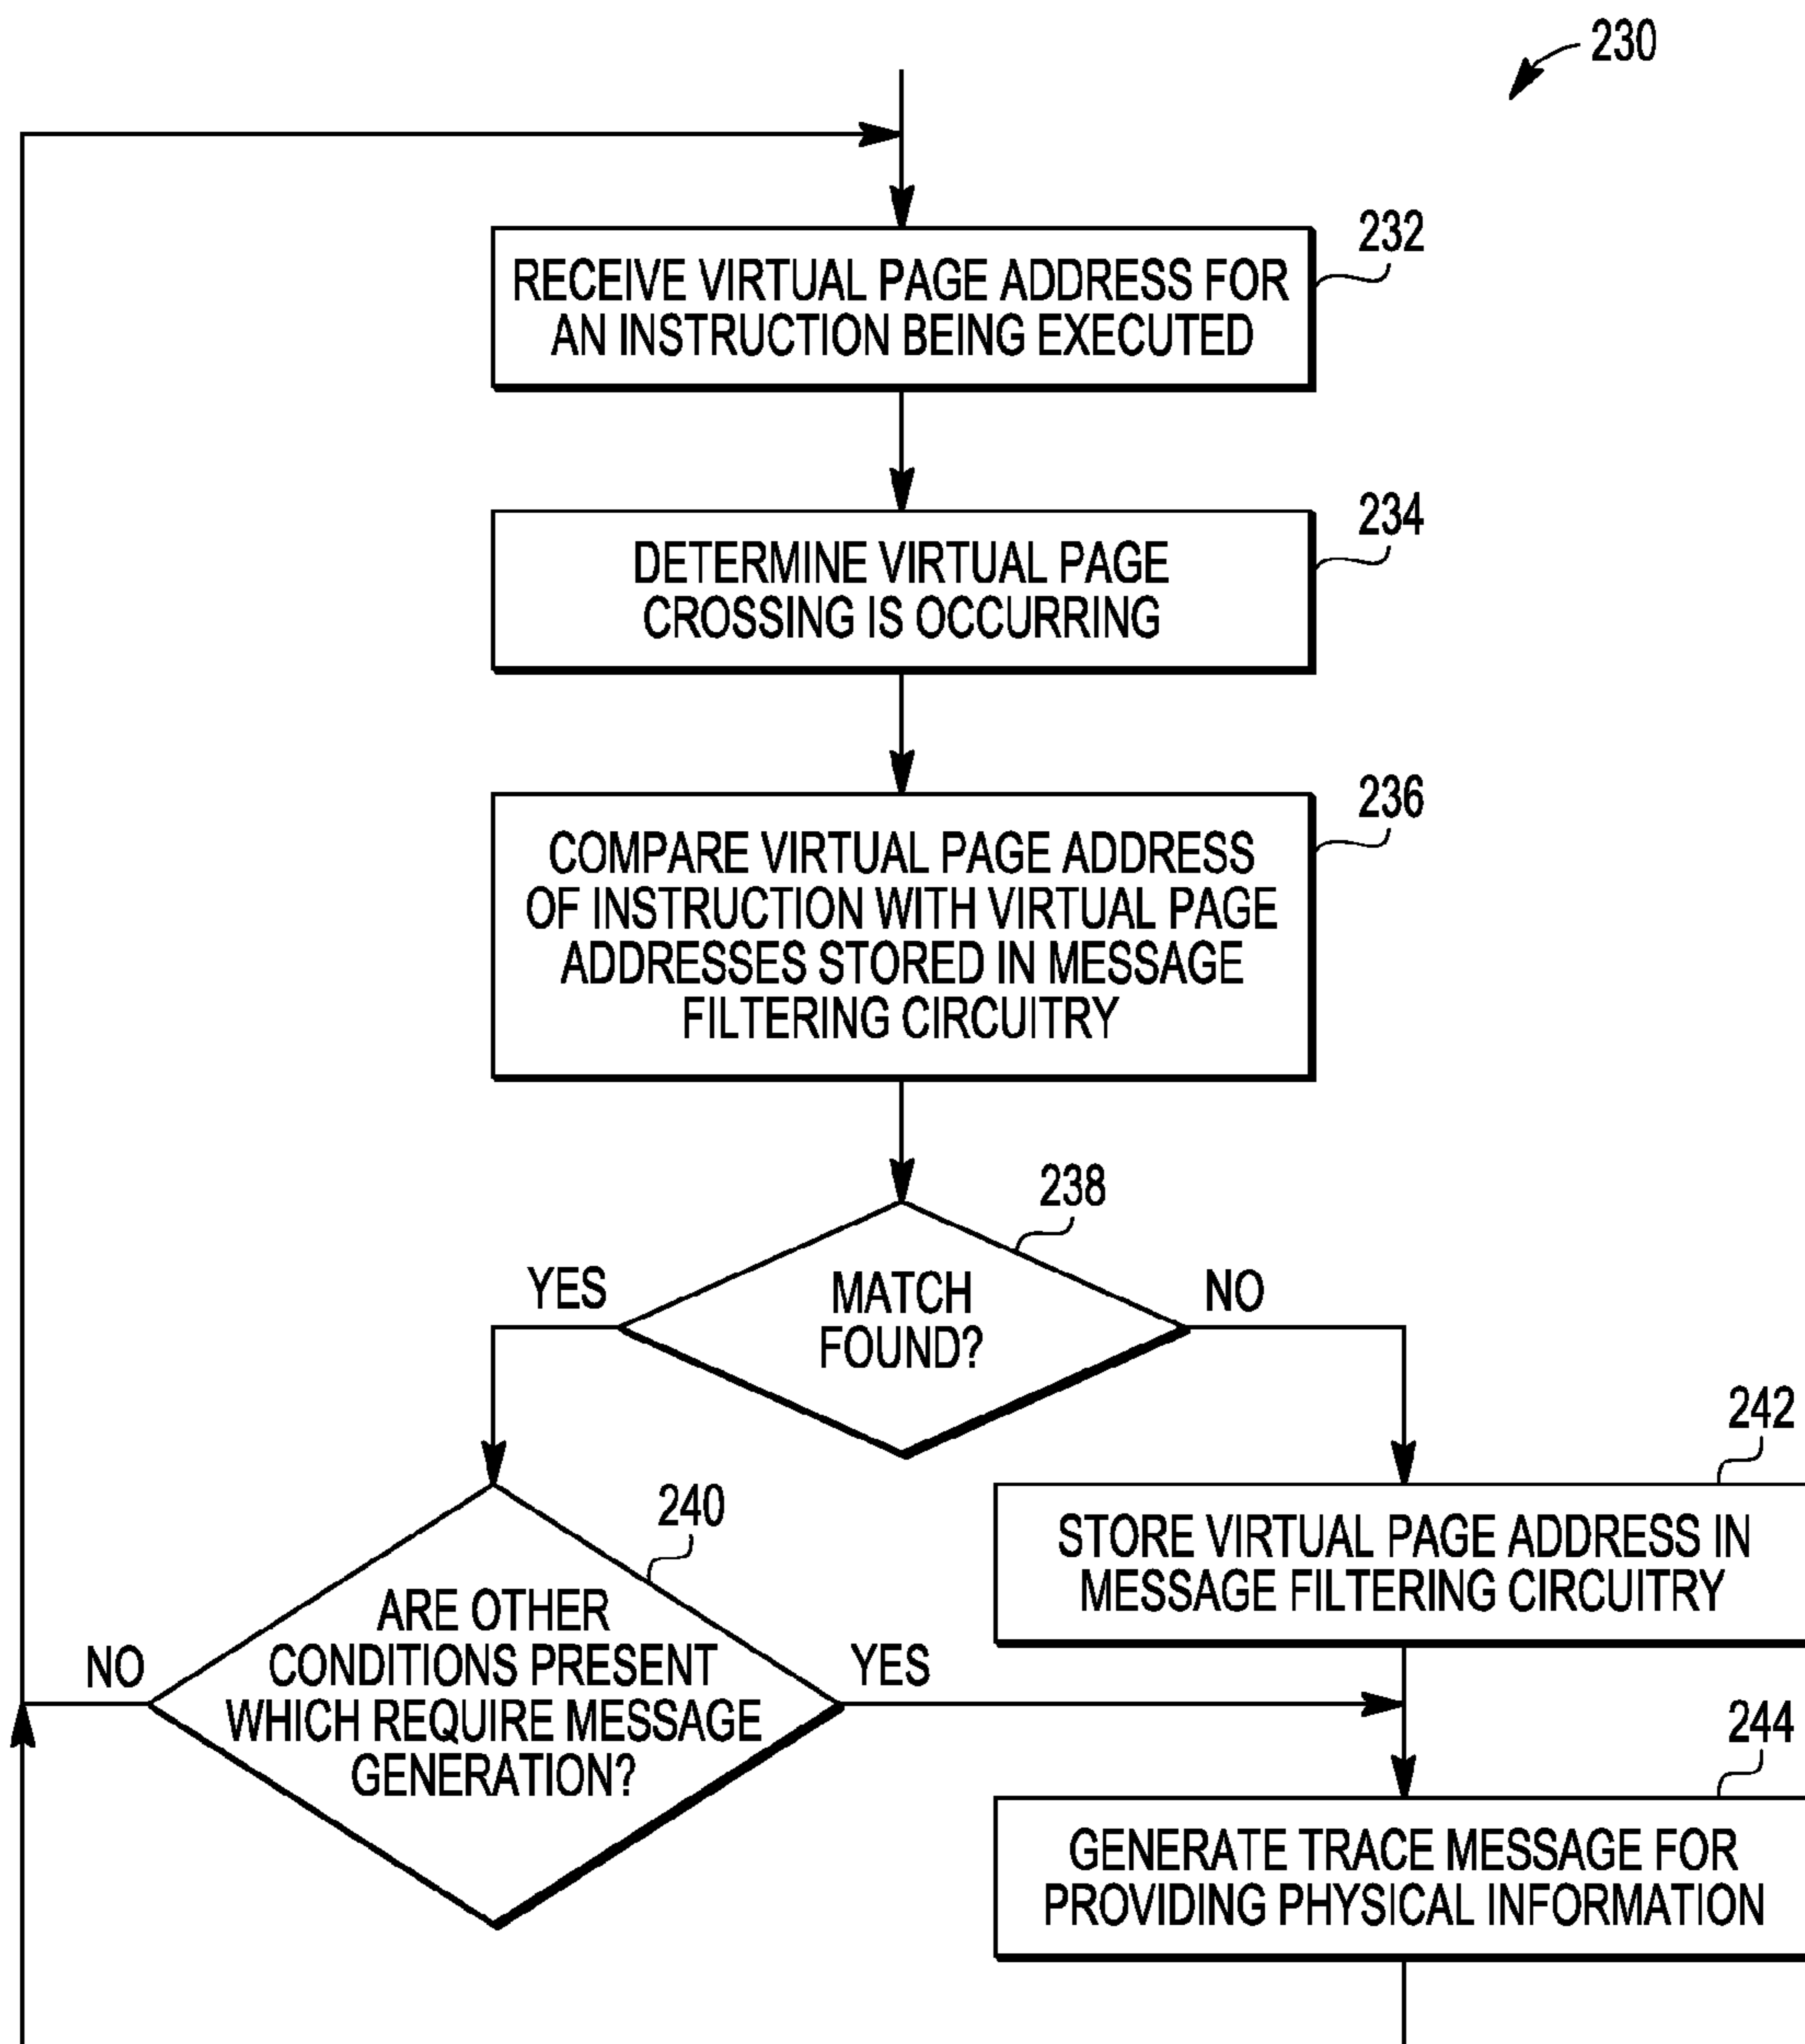 230
232
RECEIVE VIRTUAL PAGE ADDRESS FOR
AN INSTRUCTION BEING EXECUTED
234
DETERMINE VIRTUAL PAGE
CROSSING IS OCCURRING
236
COMPARE VIRTUAL PAGE ADDRESS
OF INSTRUCTION WITH VIRTUAL PAGE
ADDRESSES STORED IN MESSAGE
FILTERING CIRCUITRY
238
YES
MATCH
FOUND?
NO
240
ARE OTHER
CONDITIONS PRESENT
WHICH REQUIRE MESSAGE
GENERATION?
NO
YES
242
STORE VIRTUAL PAGE ADDRESS IN
MESSAGE FILTERING CIRCUITRY
244
GENERATE TRACE MESSAGE FOR
PROVIDING PHYSICAL INFORMATION